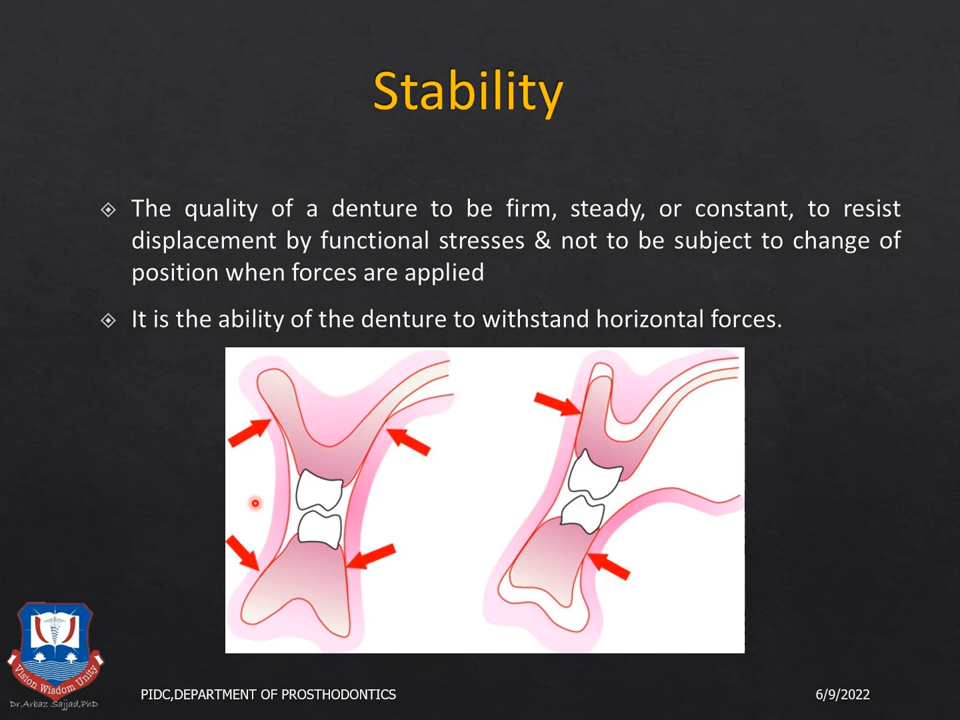 Stability
The quality of a denture to be firm, steady, or constant, to resist
displacement by functional stresses & not to be subject to change of
position when forces are applied
It is the ability of the denture to withstand horizontal forces.
Vision Wisdom Unity
Dr.Arbaz Sajjad,PhD
PIDC,DEPARTMENT OF PROSTHODONTICS
6/9/2022